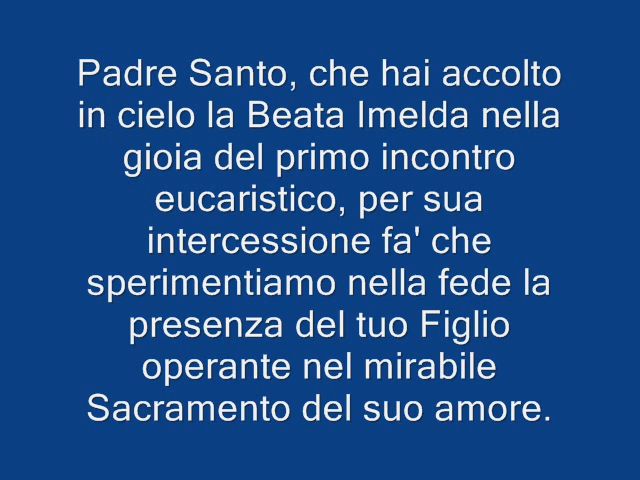 Padre Santo, che hai accolto
in cielo la Beata Imelda nella
gioia del primo incontro
eucaristico, per sua
intercessione fa' che
sperimentiamo nella fede la
presenza del tuo Figlio
operante nel mirabile
Sacramento del suo amore.